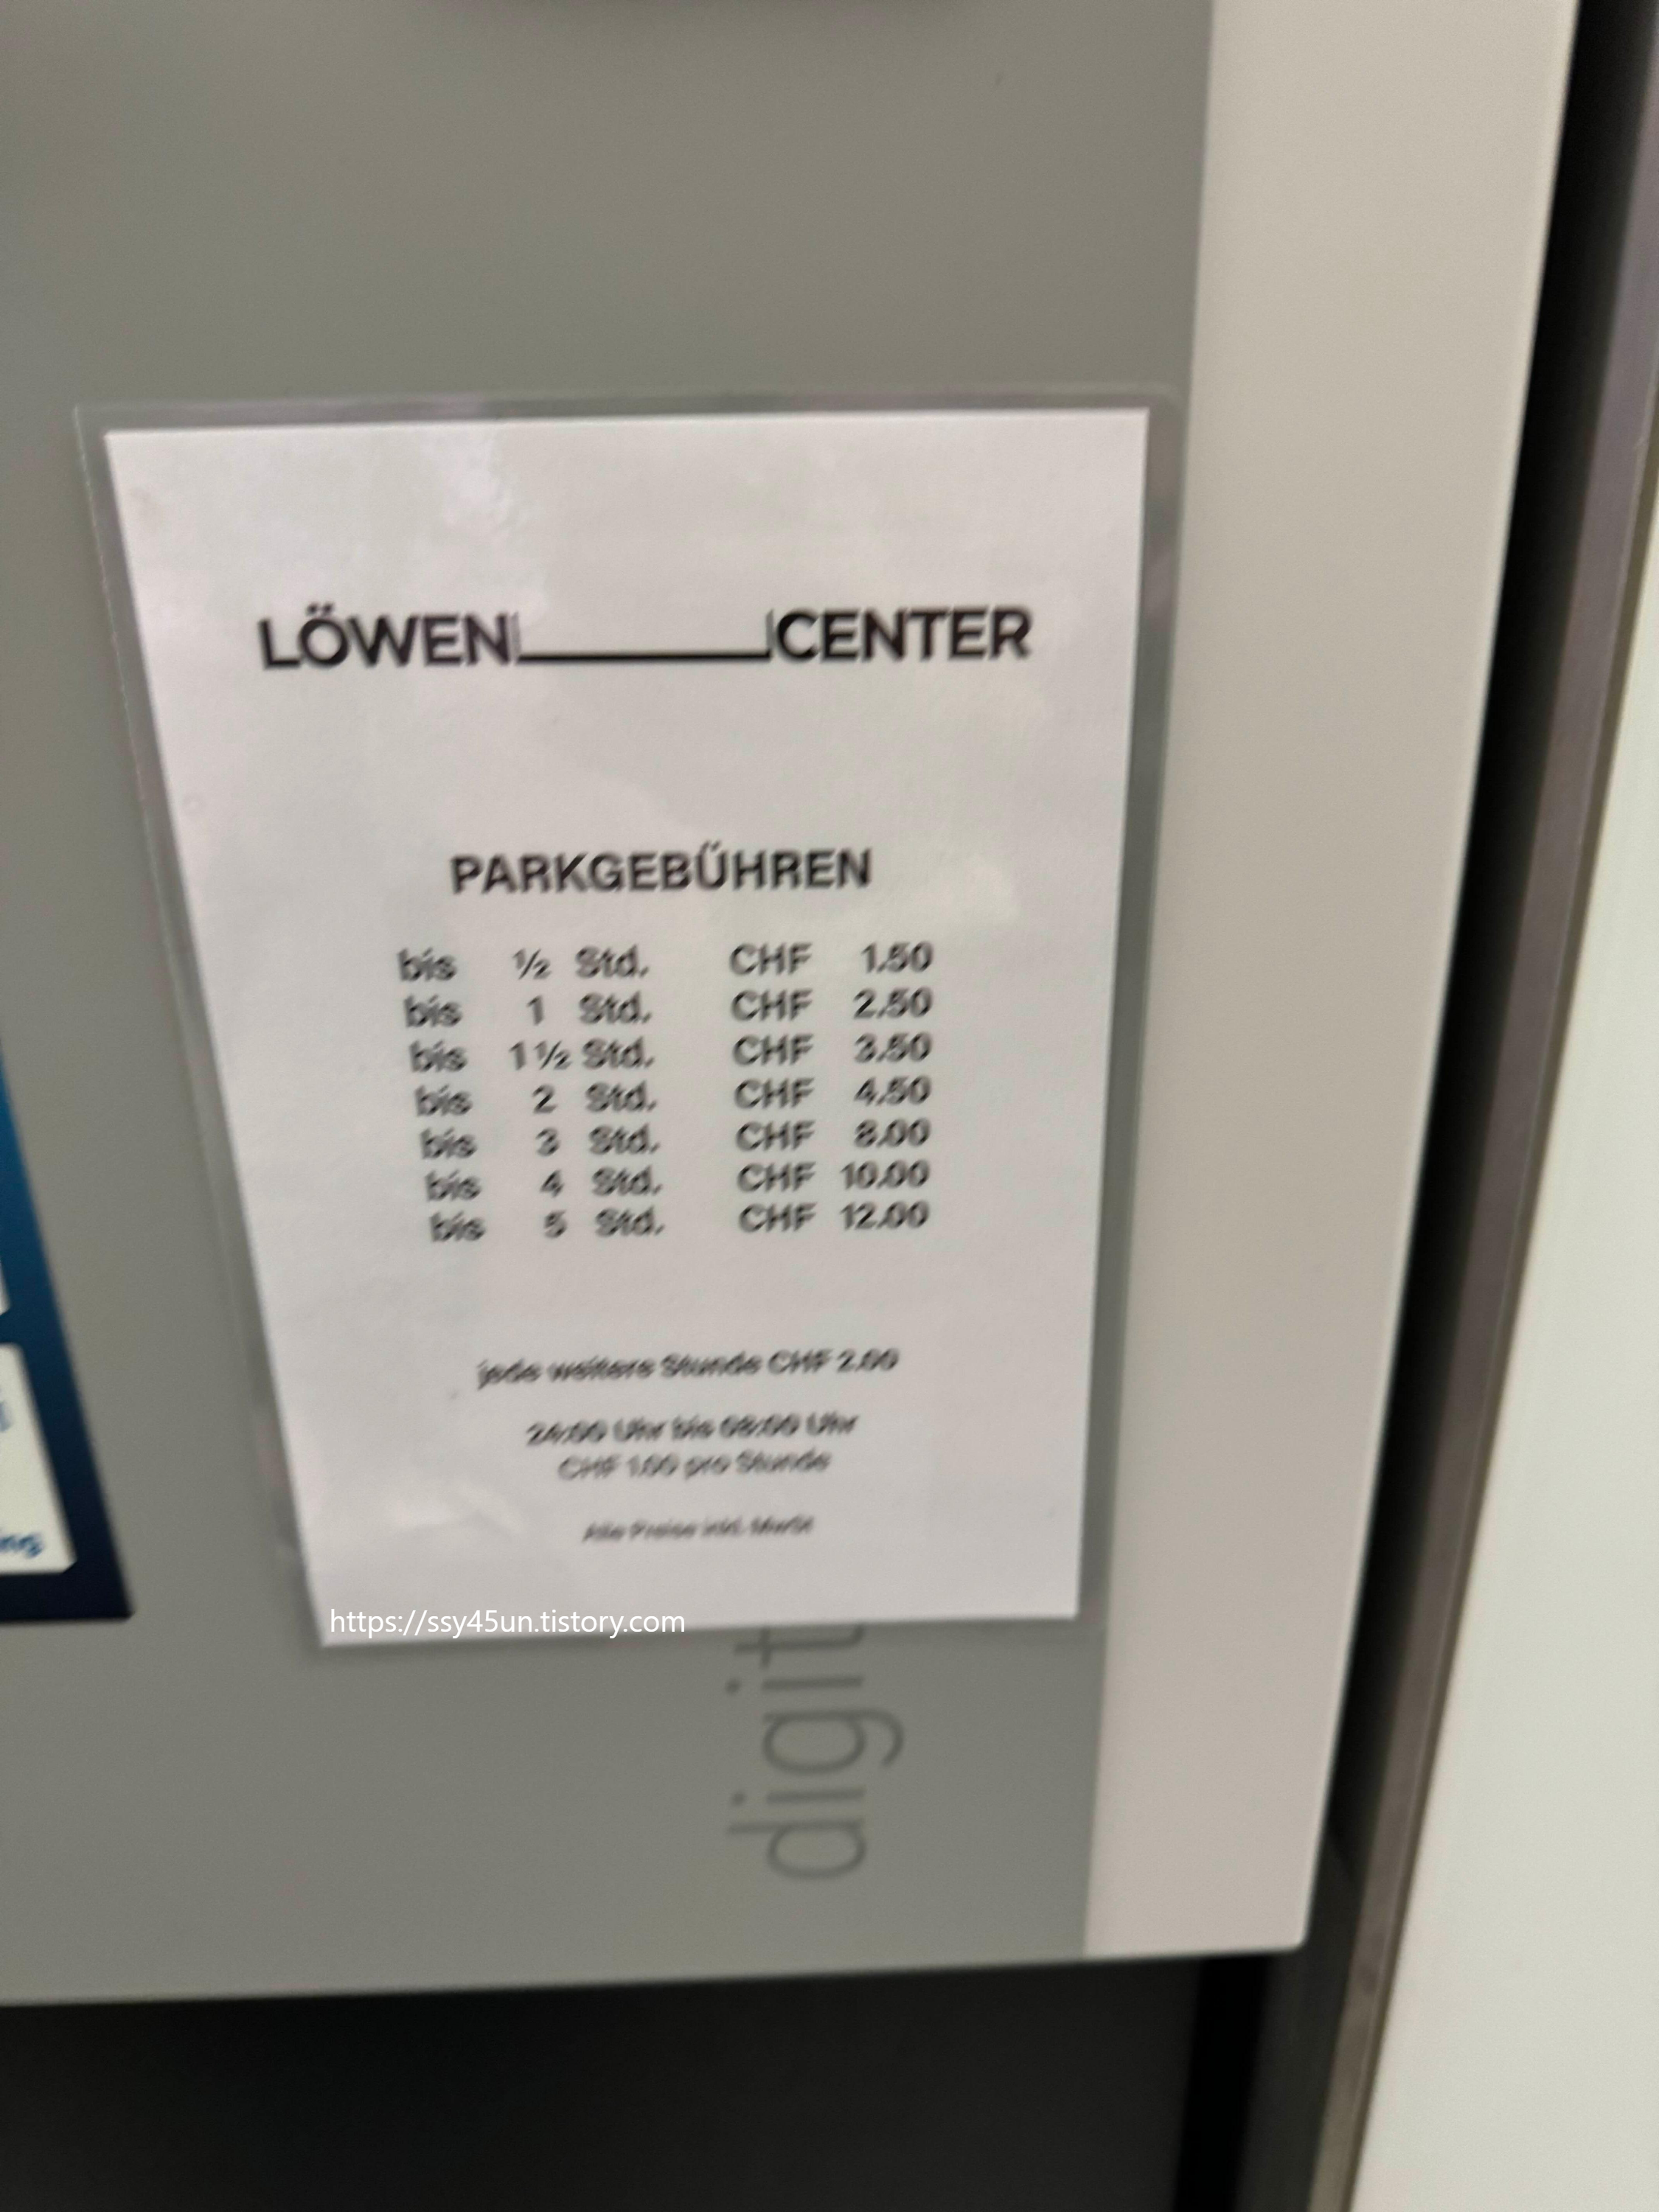 LÖWEN CENTER
PARKGEBÜHREN
bis ½ Std. CHF 1.50
bis 1 Std. CHF 2.50
bis 1½ Std. CHF 3.50
bis 2 Std. CHF 4.50
bis 3 Std. CHF 8.00
bis 4 Std. CHF 10.00
bis 5 Std. CHF 12.00
jede weitere Stunde CHF 2.00
24:00 Uhr bis 08:00 Uhr
CHF 1.00 pro Stunde
Alle Preise inkl. MwSt
https://ssy45un.tistory.com
digit